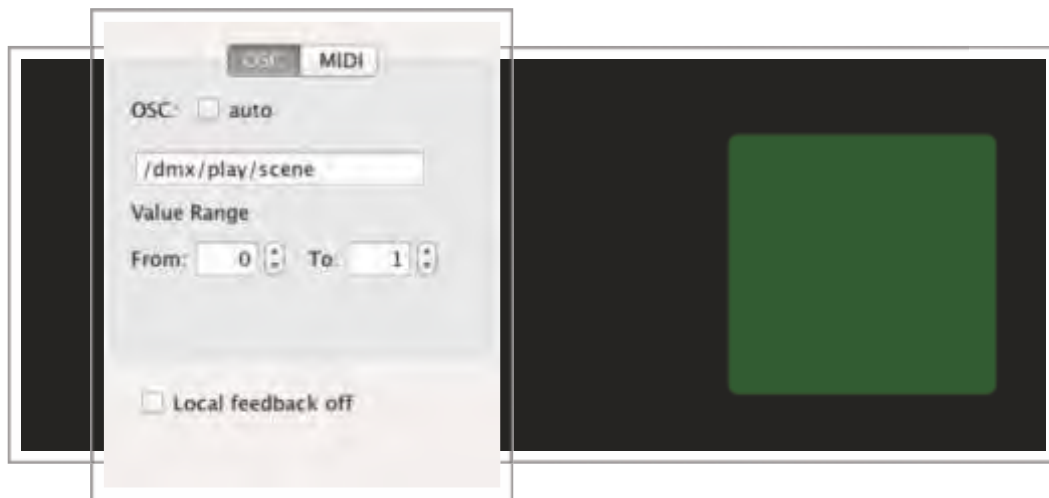 OSC MIDI
OSC: auto
/dmx/play/scene
Value Range
From: 0 To: 1
Local feedback off